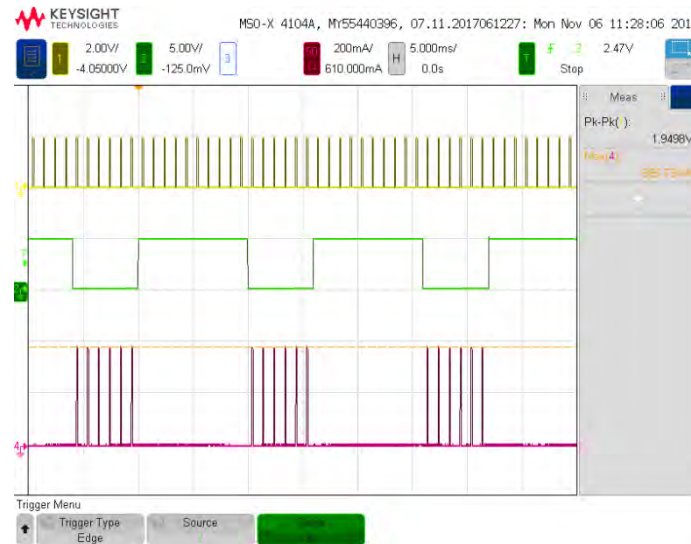 KEYSIGHT
TECHNOLOGIES
MSO-X 4104A, MY55440396, 07.11.2017061227: Mon Nov 06 11:28:06 201
1 2.00V/ 5.00V/ 3 200mA/ H 5.000ms/ T 2.47V
-4.05000V -125.0mV 610.000mA 0.0s Stop
Meas
Pk-Pk( ):
1.9498V
4
Trigger Menu
Trigger Type Source
Edge